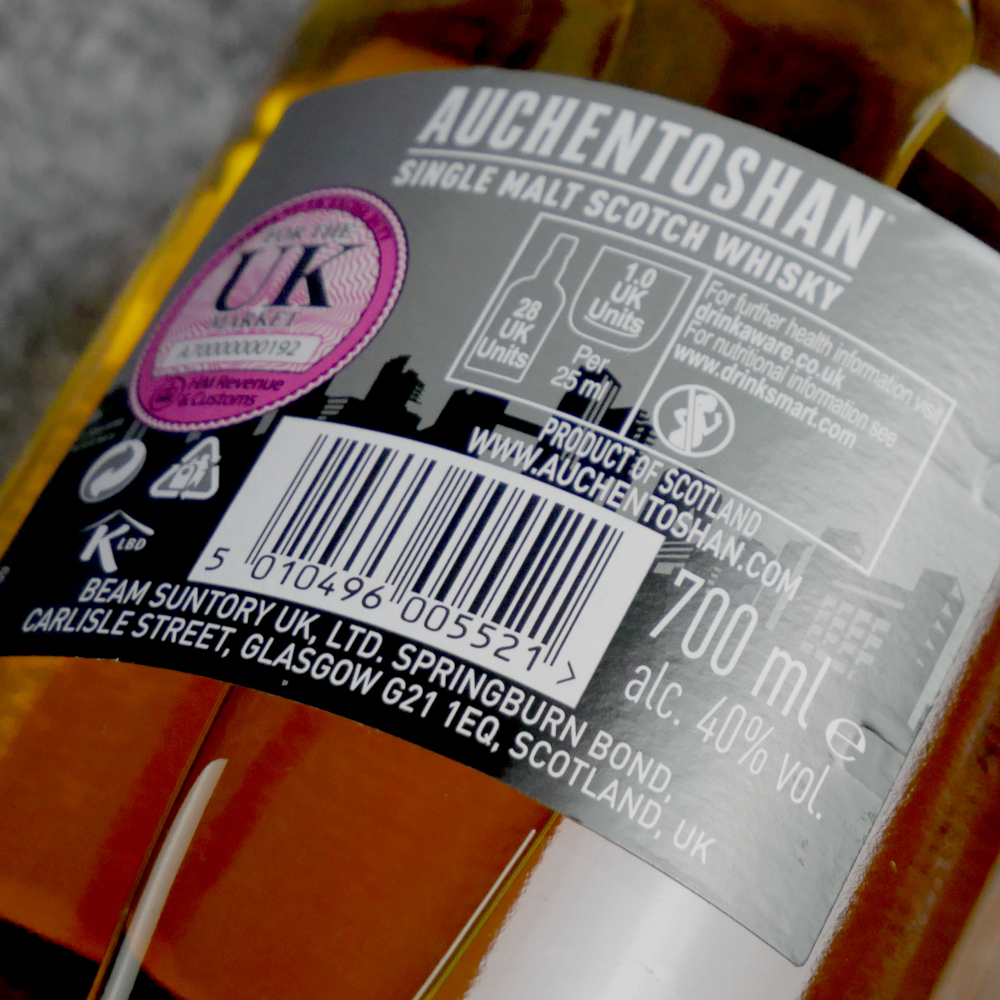 AUCHENTOSHAN
SINGLE MALT SCOTCH WHISKY
FOR THE
UK
MARKET
A70000000192
HM Revenue
& Customs
28
UK
Units
1.0
UK
Units
Per
25 ml
For further health information visit
drinkaware.co.uk
For nutritional information see
www.drinksmart.com
PRODUCT OF SCOTLAND
WWW.AUCHENTOSHAN.COM
K LBD
5 010496 005521 >
700 ml e
alc. 40% vol.
BEAM SUNTORY UK, LTD. SPRINGBURN BOND,
CARLISLE STREET, GLASGOW G21 1EQ, SCOTLAND, UK